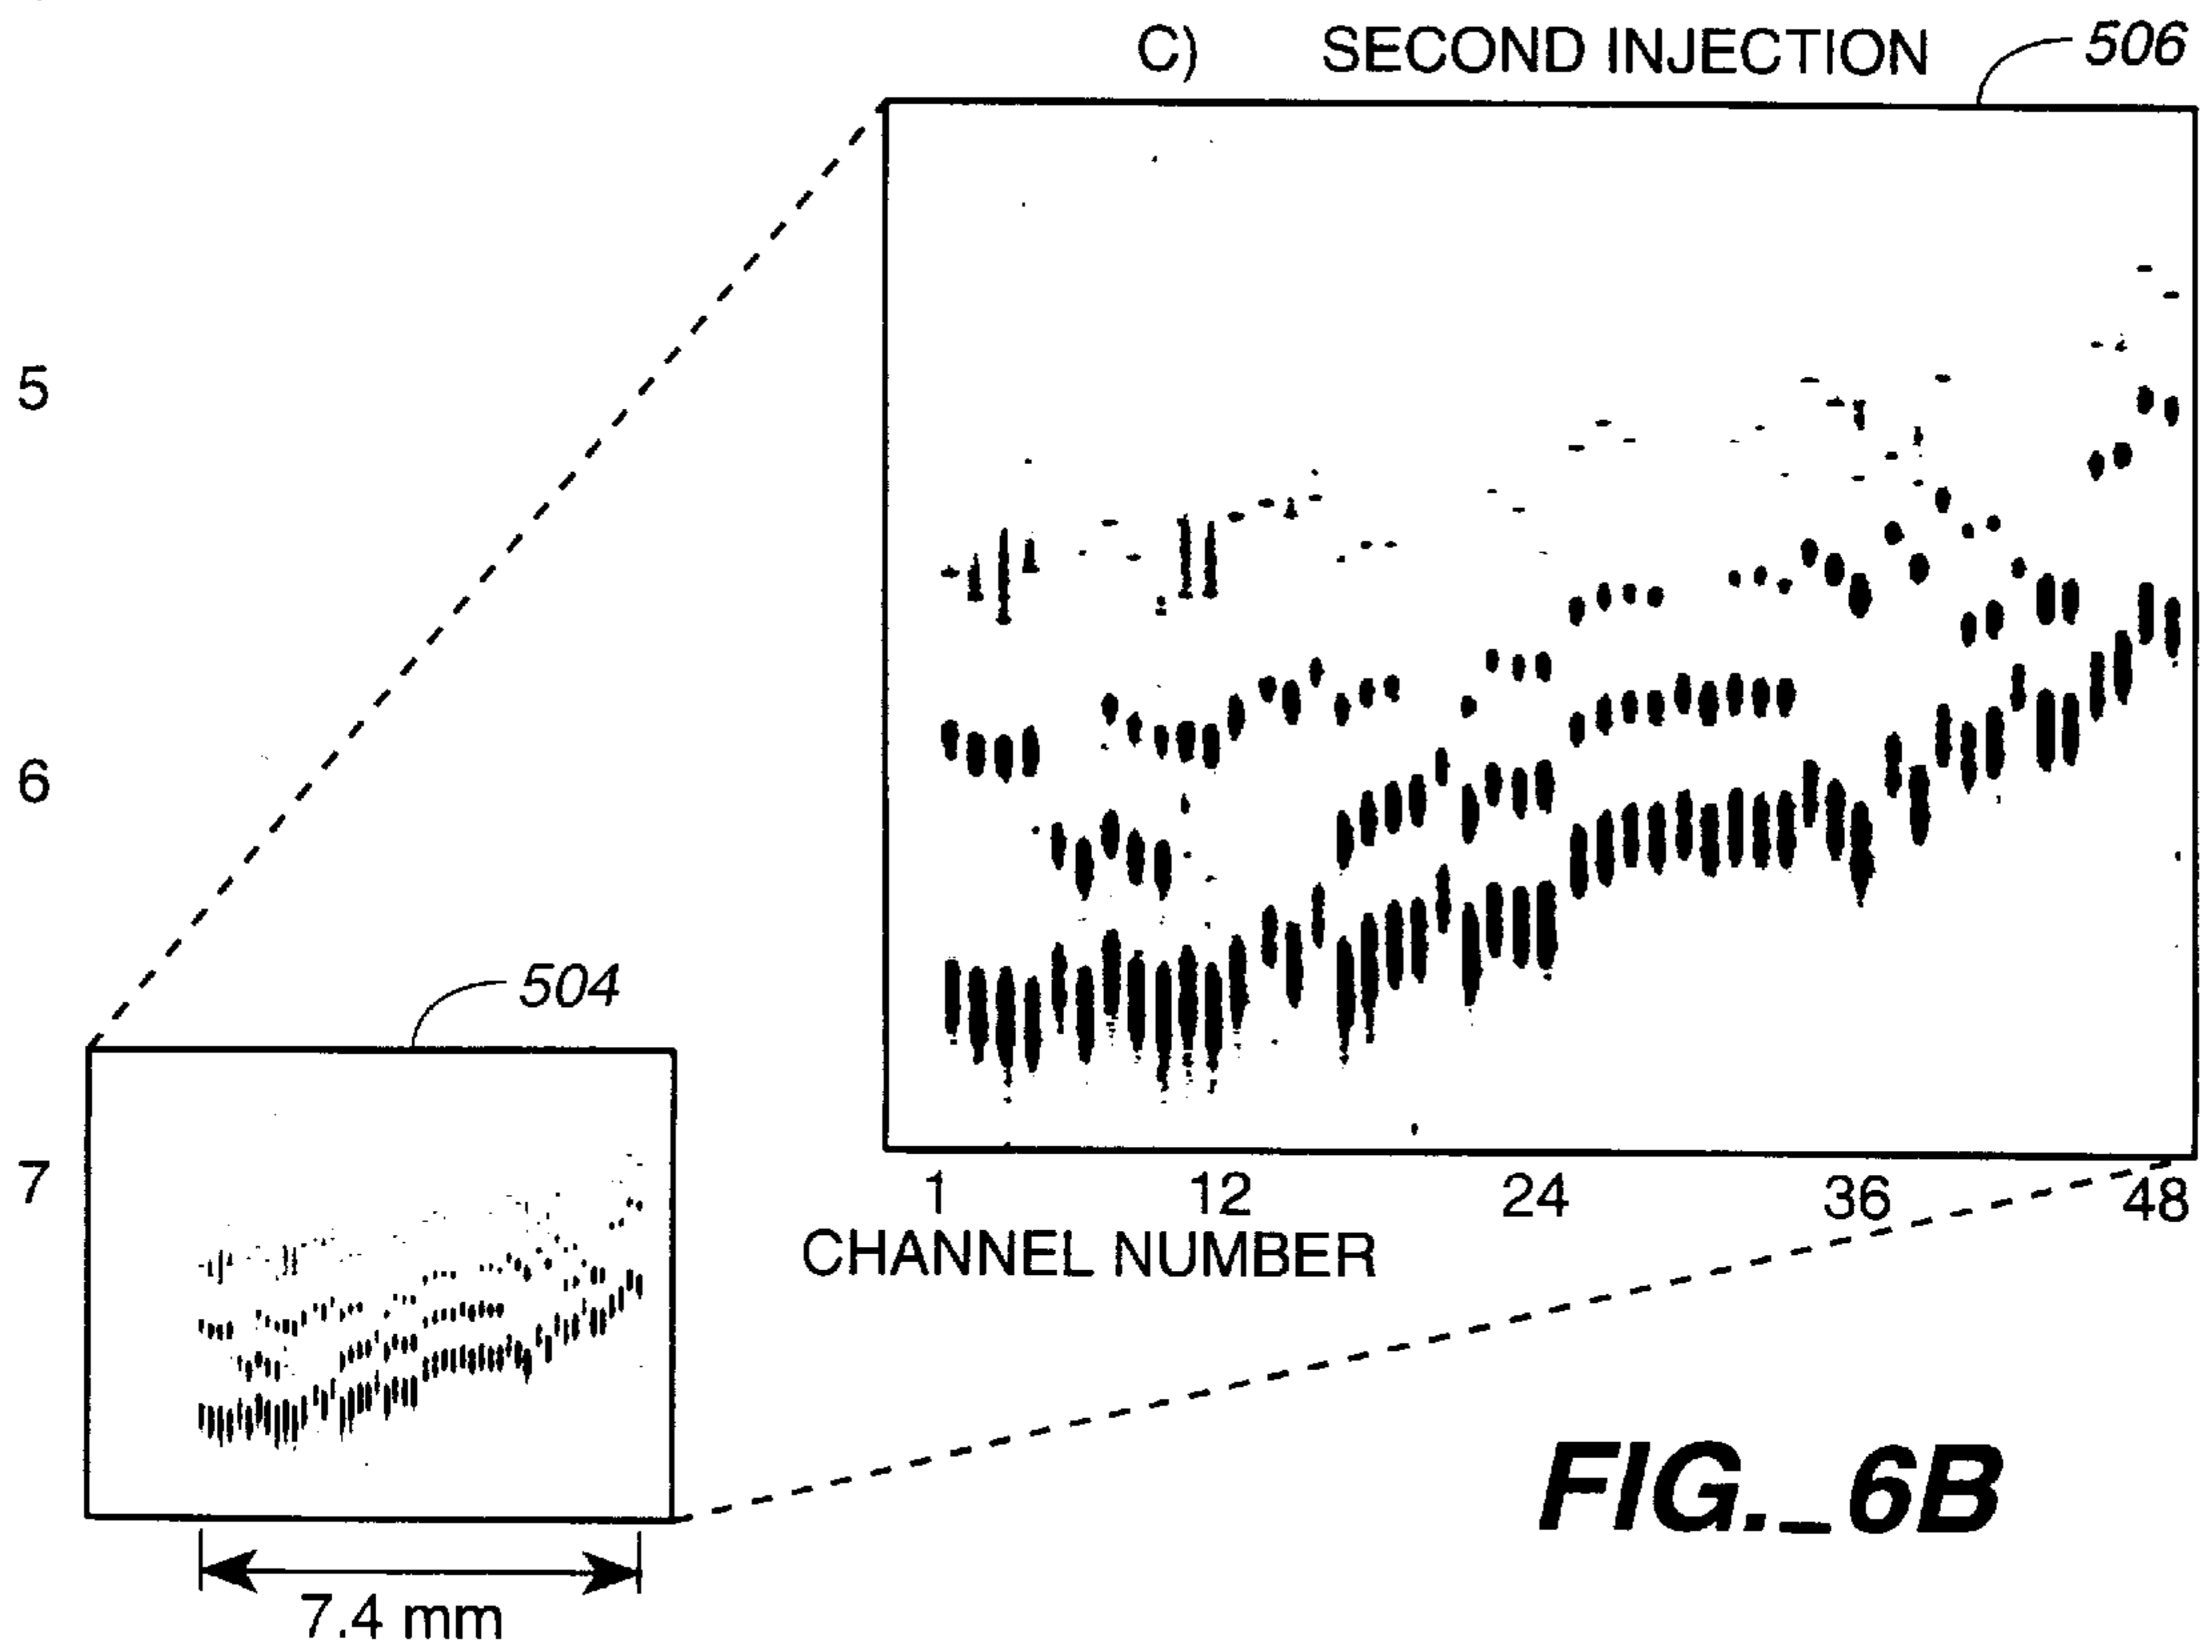 C) SECOND INJECTION 506
5
6
504
7
1 12 24 36 48
CHANNEL NUMBER
7.4 mm
FIG._6B